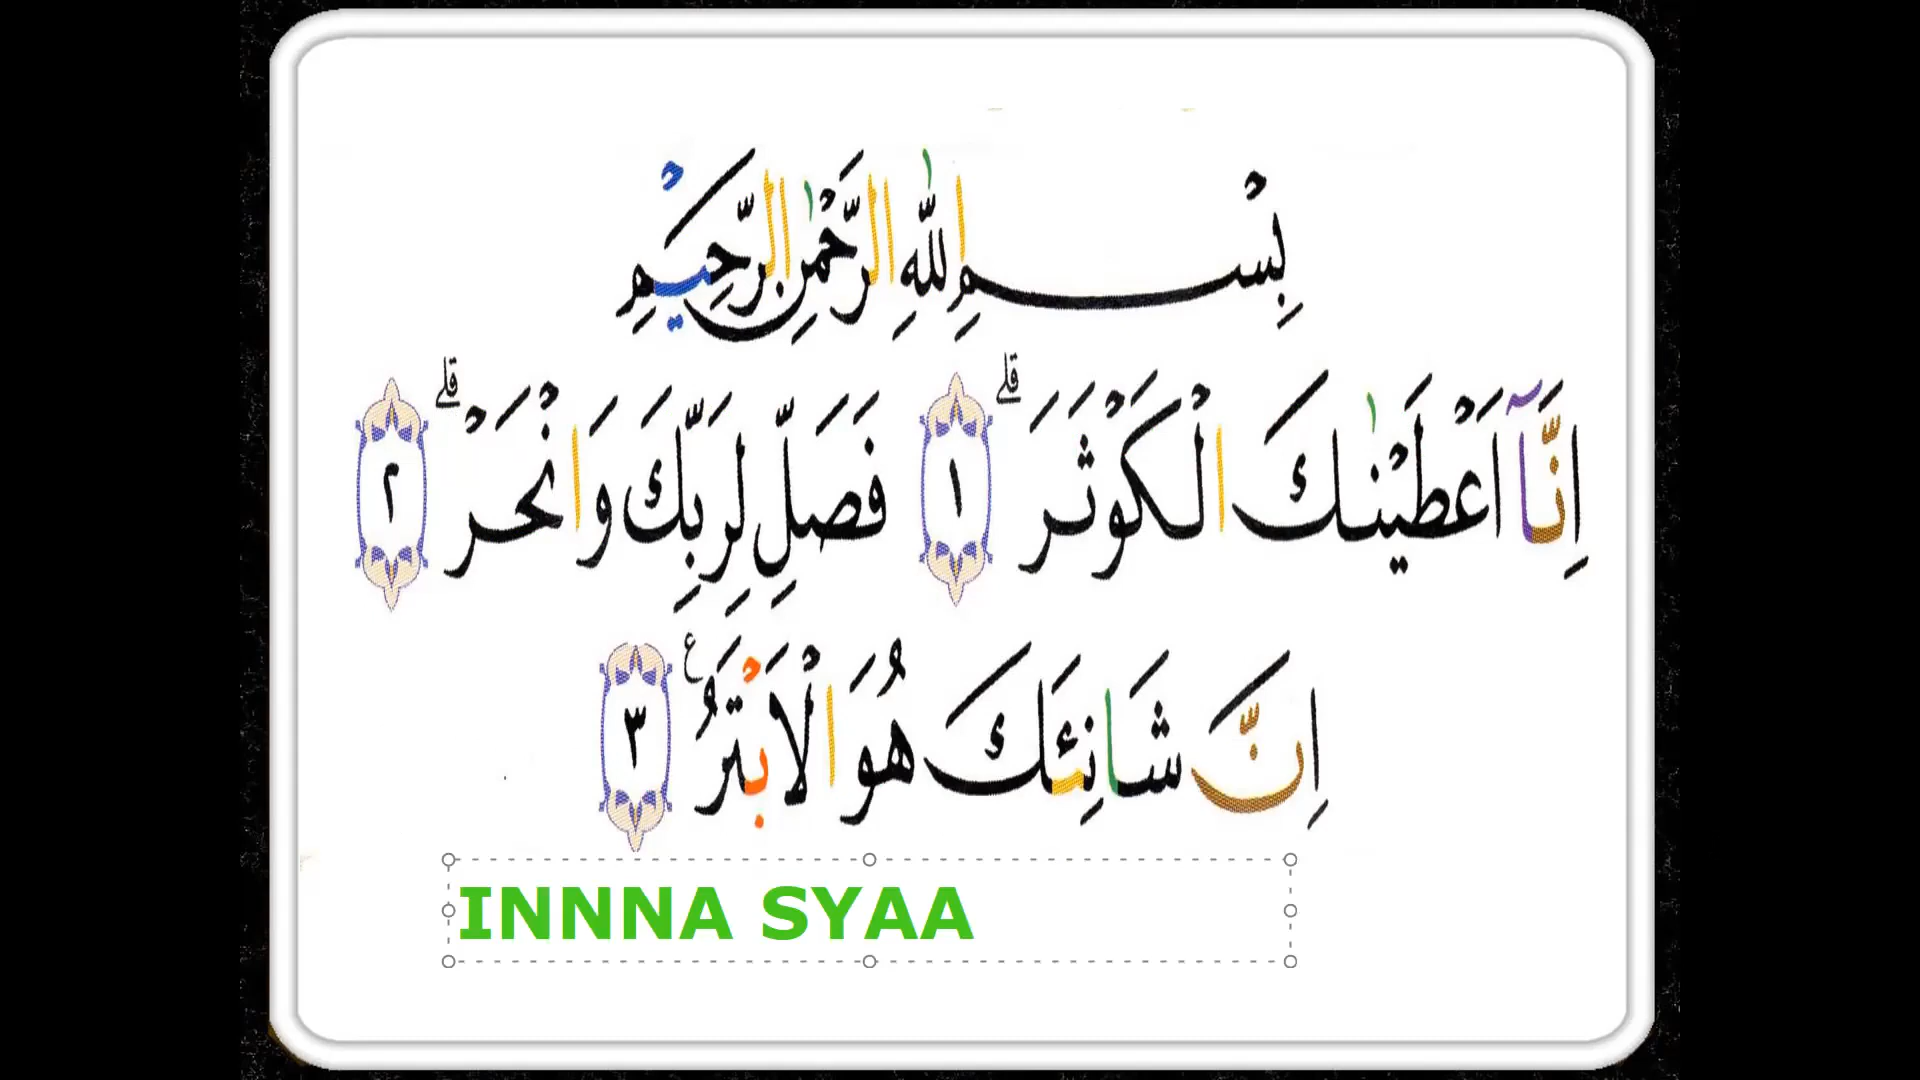 بِسْمِ اللّٰهِ الرَّحْمٰنِ الرَّحِيْمِ
اِنَّآ اَعْطَيْنٰكَ الْكَوْثَرَ ۗ ١ فَصَلِّ لِرَبِّكَ وَانْحَرْ ۗ ٢
اِنَّ شَانِئَكَ هُوَ الْاَبْتَرُ ࣖ ٣
INNNA SYAA